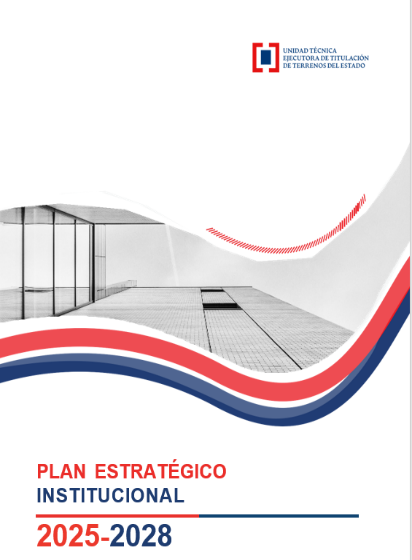 UNIDAD TÉCNICA
EJECUTORA DE TITULACIÓN
DE TERRENOS DEL ESTADO
PLAN ESTRATÉGICO
INSTITUCIONAL
2025-2028